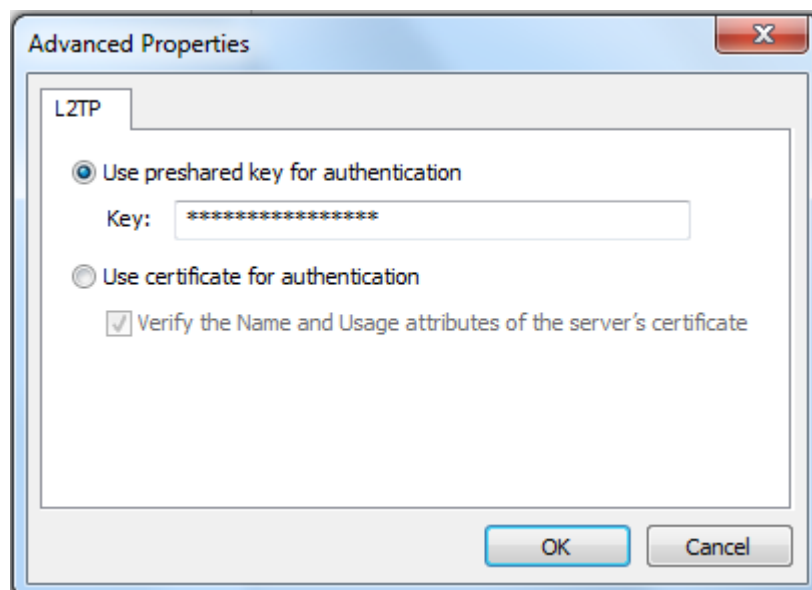 Advanced Properties
L2TP
Use preshared key for authentication
Key: ****************
Use certificate for authentication
Verify the Name and Usage attributes of the server's certificate
OK Cancel